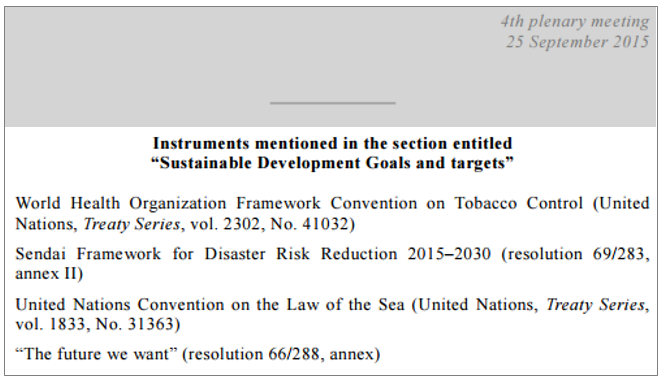 4th plenary meeting
25 September 2015
Instruments mentioned in the section entitled
“Sustainable Development Goals and targets”
World Health Organization Framework Convention on Tobacco Control (United
Nations, Treaty Series, vol. 2302, No. 41032)
Sendai Framework for Disaster Risk Reduction 2015–2030 (resolution 69/283,
annex II)
United Nations Convention on the Law of the Sea (United Nations, Treaty Series,
vol. 1833, No. 31363)
“The future we want” (resolution 66/288, annex)